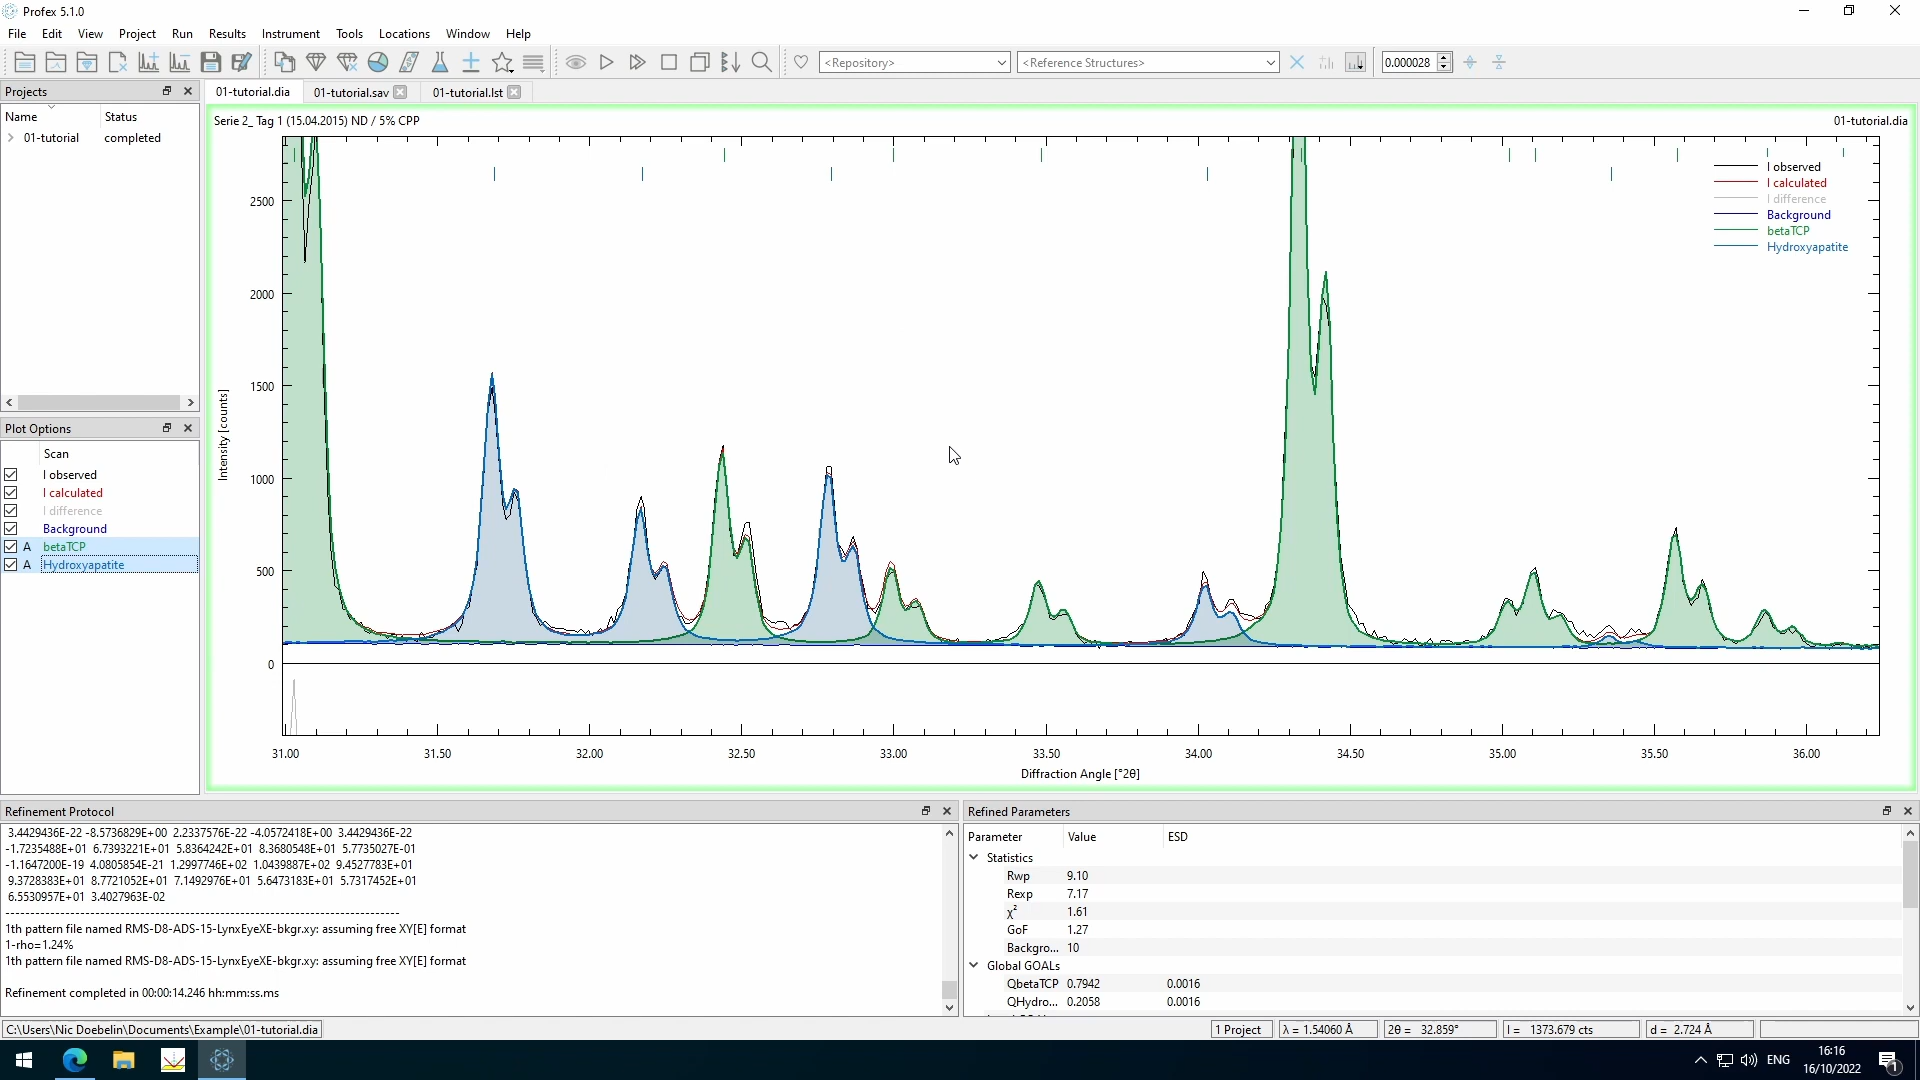 Profex 5.1.0
File Edit View Project Run Results Instrument Tools Locations Window Help
<Repository> <Reference Structures> 0.000028
Projects
Name Status
01-tutorial completed
Plot Options
Scan
I observed
I calculated
I difference
Background
A betaTCP
A Hydroxyapatite
01-tutorial.dia 01-tutorial.sav 01-tutorial.lst
Serie 2_ Tag 1 (15.04.2015) ND / 5% CPP 01-tutorial.dia
I observed
I calculated
I difference
Background
betaTCP
Hydroxyapatite
Intensity [counts]
2500
2000
1500
1000
500
0
31.00 31.50 32.00 32.50 33.00 33.50 34.00 34.50 35.00 35.50 36.00
Diffraction Angle [°2θ]
Refinement Protocol
3.4429436E-22 -8.5736829E+00 2.2337576E-22 -4.0572418E+00 3.4429436E-22
-1.7235488E+01 6.7393221E+01 5.8364242E+01 8.3680548E+01 5.7735027E-01
-1.1647200E-19 4.0805854E-21 1.2997746E+02 1.0439887E+02 9.4527783E+01
9.3728383E+01 8.7721052E+01 7.1492976E+01 5.6473183E+01 5.7317452E+01
6.5530957E+01 3.4027963E-02
-------------------------------------------------------------------------------
1th pattern file named RMS-D8-ADS-15-LynxEyeXE-bkgr.xy: assuming free XY[E] format
1-rho=1.24%
1th pattern file named RMS-D8-ADS-15-LynxEyeXE-bkgr.xy: assuming free XY[E] format
Refinement completed in 00:00:14.246 hh:mm:ss.ms
Refined Parameters
Parameter Value ESD
Statistics
Rwp 9.10
Rexp 7.17
χ² 1.61
GoF 1.27
Backgro... 10
Global GOALs
QbetaTCP 0.7942 0.0016
QHydro... 0.2058 0.0016
C:\Users\Nic Doebelin\Documents\Example\01-tutorial.dia
1 Project λ = 1.54060 Å 2θ = 32.859° I = 1373.679 cts d = 2.724 Å
ENG
16:16
16/10/2022
1